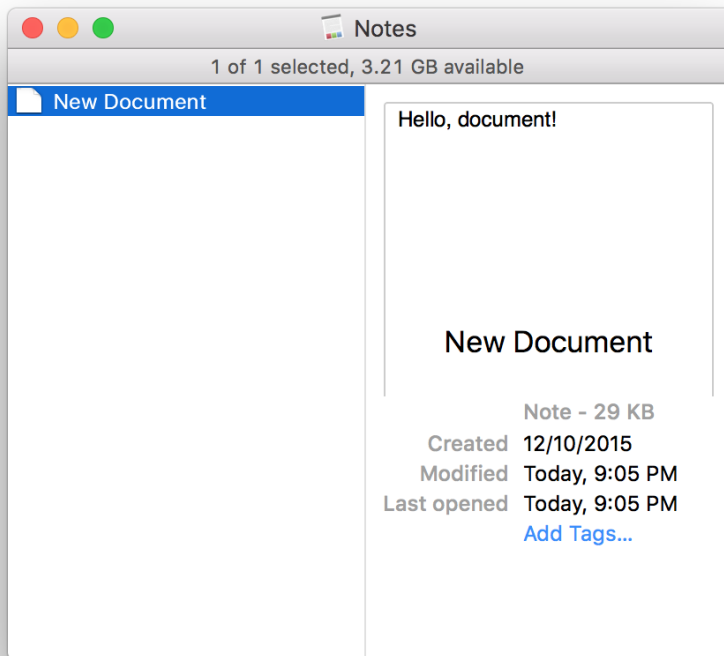 Notes
1 of 1 selected, 3.21 GB available
New Document
Hello, document!
New Document
Note - 29 KB
Created 12/10/2015
Modified Today, 9:05 PM
Last opened Today, 9:05 PM
Add Tags...